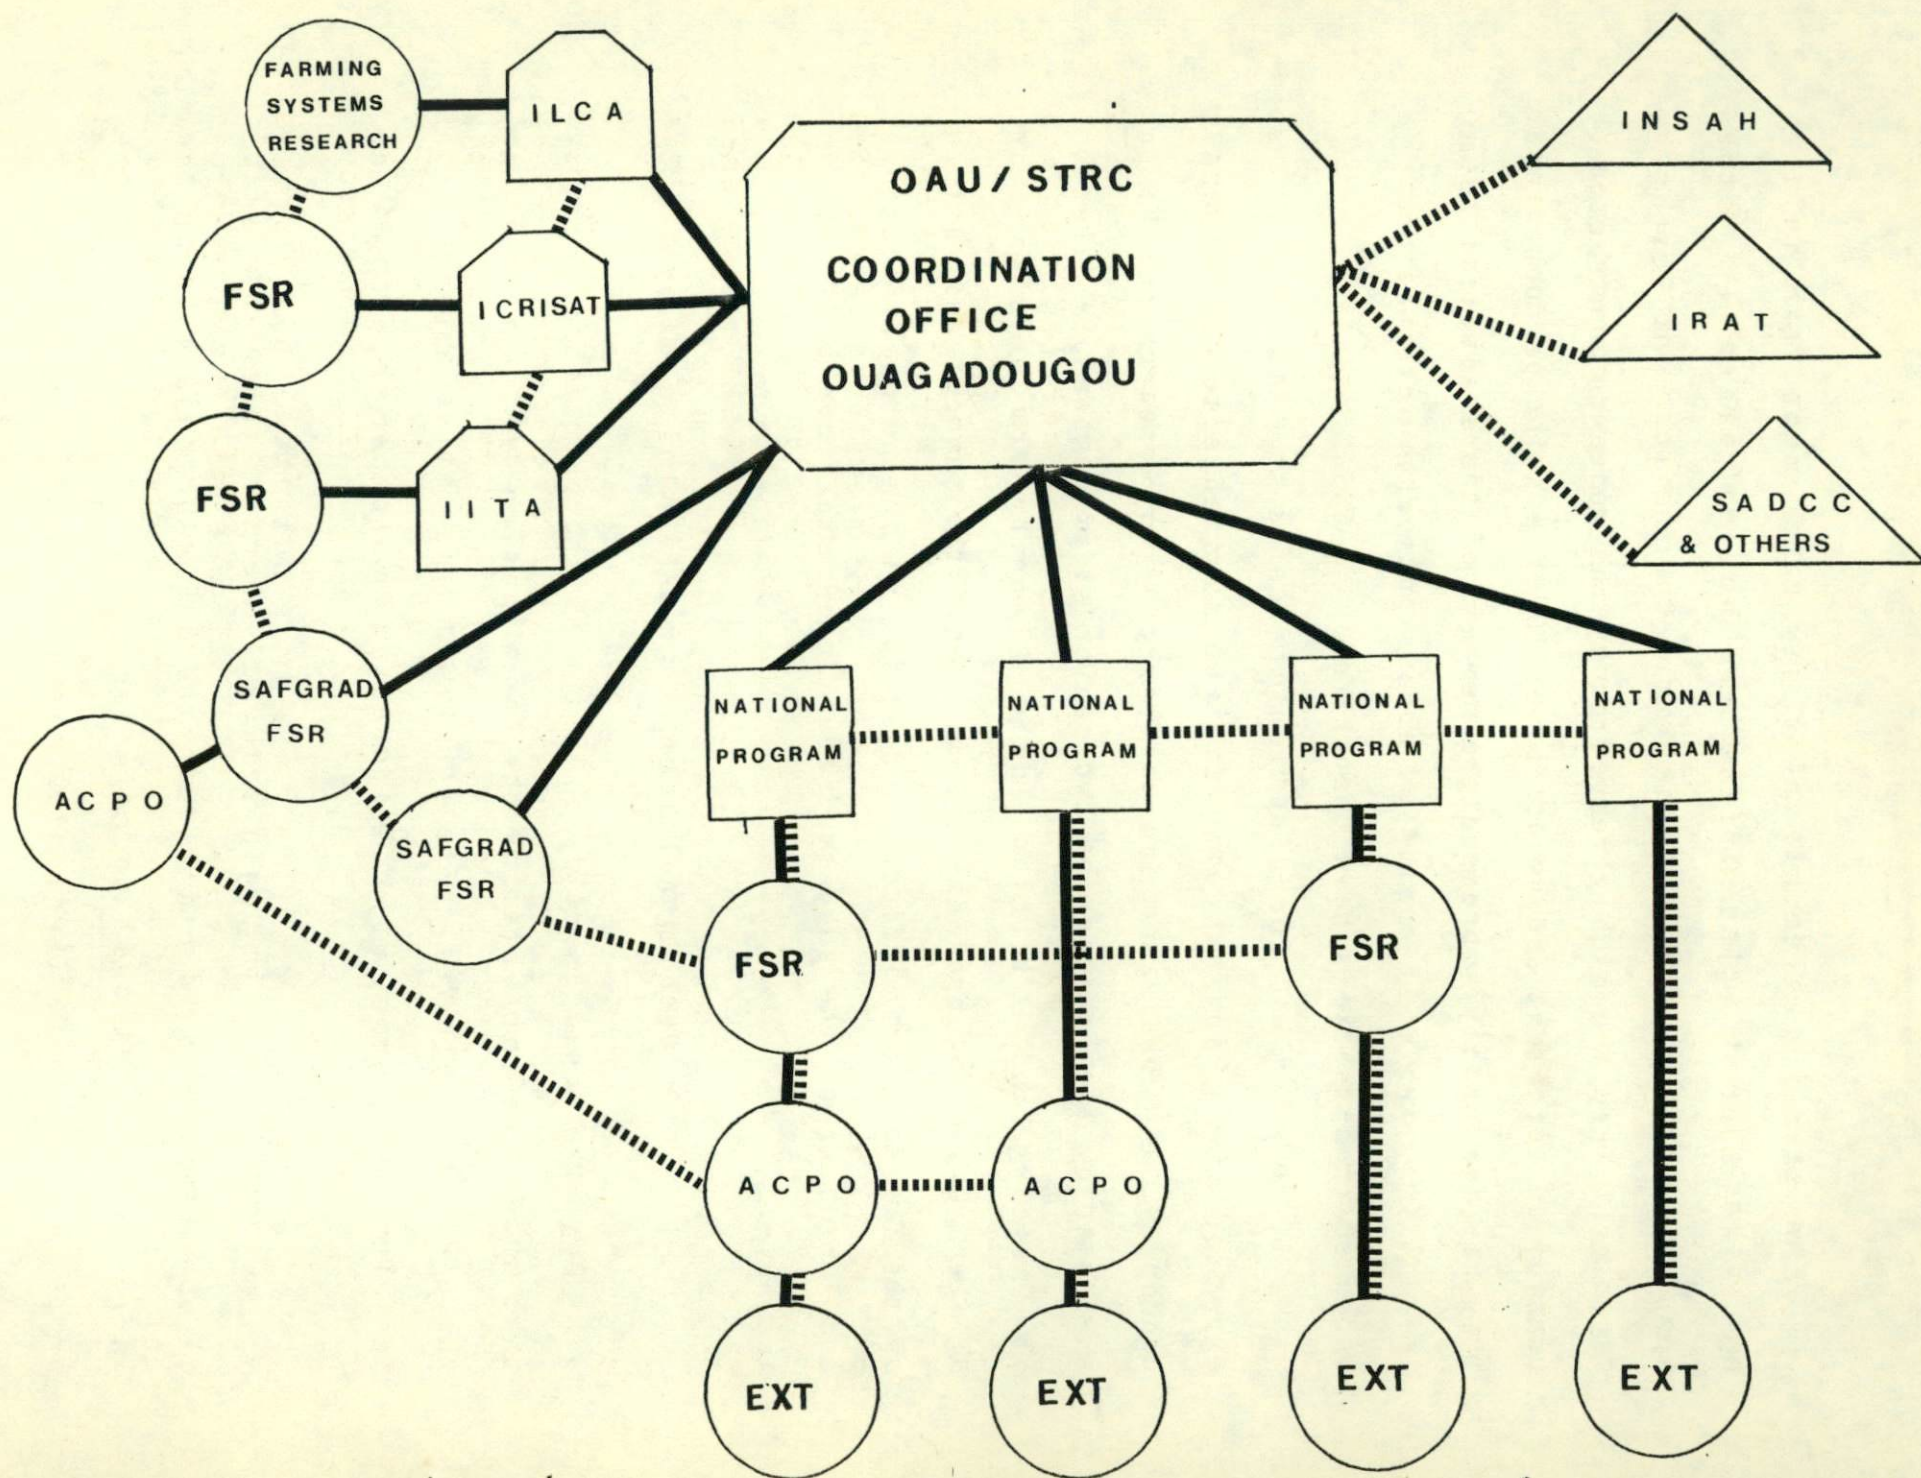 FARMING
SYSTEMS
RESEARCH
ILCA
INSAH
OAU/STRC
COORDINATION
OFFICE
OUAGADOUGOU
FSR
ICRISAT
IRAT
FSR
IITA
SADCC
& OTHERS
SAFGRAD
FSR
NATIONAL
PROGRAM
NATIONAL
PROGRAM
NATIONAL
PROGRAM
NATIONAL
PROGRAM
ACPO
SAFGRAD
FSR
FSR
FSR
ACPO
ACPO
EXT
EXT
EXT
EXT